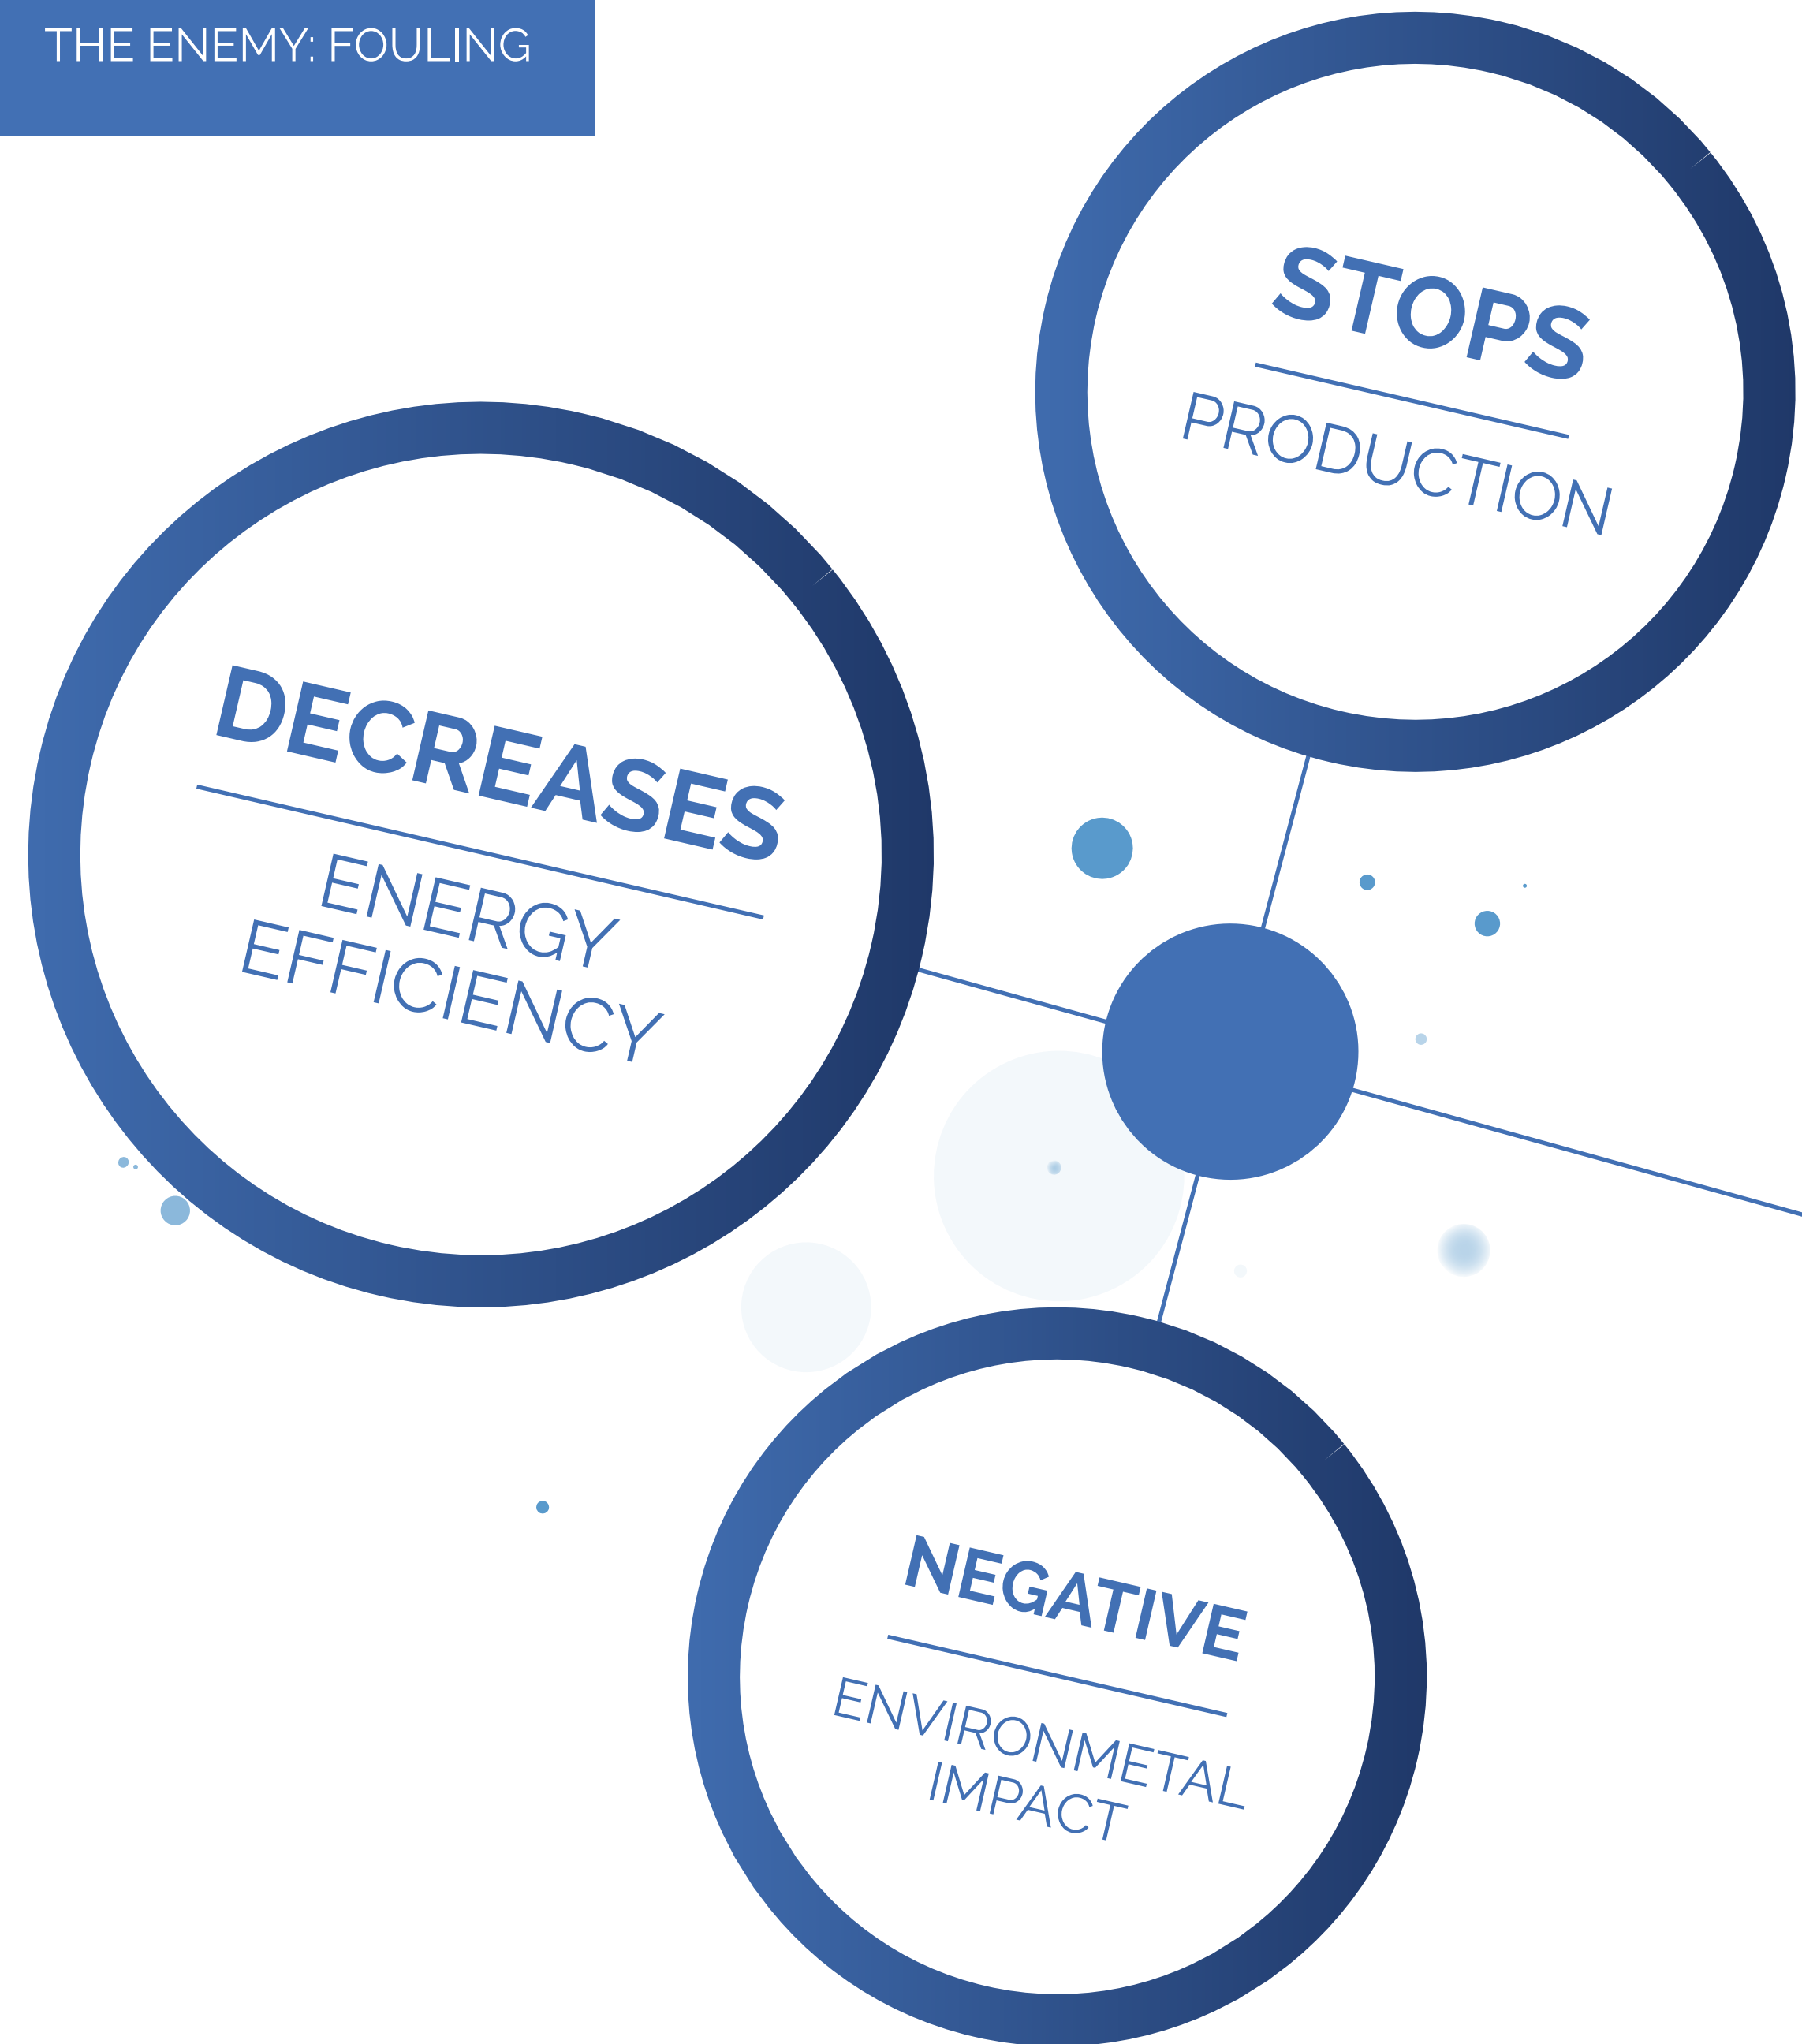 THE ENEMY: FOULING
STOPS
PRODUCTION
DECREASES
ENERGY
EFFICIENCY
NEGATIVE
ENVIRONMETAL
IMPACT